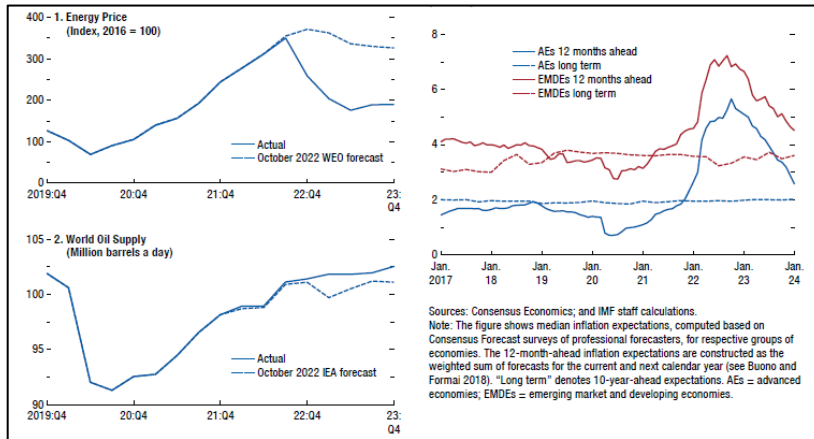 1. Energy Price
(Index, 2016 = 100)
400
350
300
200
100
0
Actual
October 2022 WEO forecast
2019:Q4
20:Q4
21:Q4
22:Q4
23:
Q4
2. World Oil Supply
(Million barrels a day)
105
102
100
95
90
Actual
October 2022 IEA forecast
2019:Q4
20:Q4
21:Q4
22:Q4
23:
Q4
8
6
4
2
0
AEs 12 months ahead
AEs long term
EMDEs 12 months ahead
EMDEs long term
Jan. Jan. Jan. Jan. Jan. Jan. Jan. Jan.
2017 18 19 20 21 22 23 24
Sources: Consensus Economics; and IMF staff calculations.
Note: The figure shows median inflation expectations, computed based on
Consensus Forecast surveys of professional forecasters, for respective groups of
economies. The 12-month-ahead inflation expectations are constructed as the
weighted sum of forecasts for the current and next calendar year (see Buono and
Formai 2018). “Long term” denotes 10-year-ahead expectations. AEs = advanced
economies; EMDEs = emerging market and developing economies.